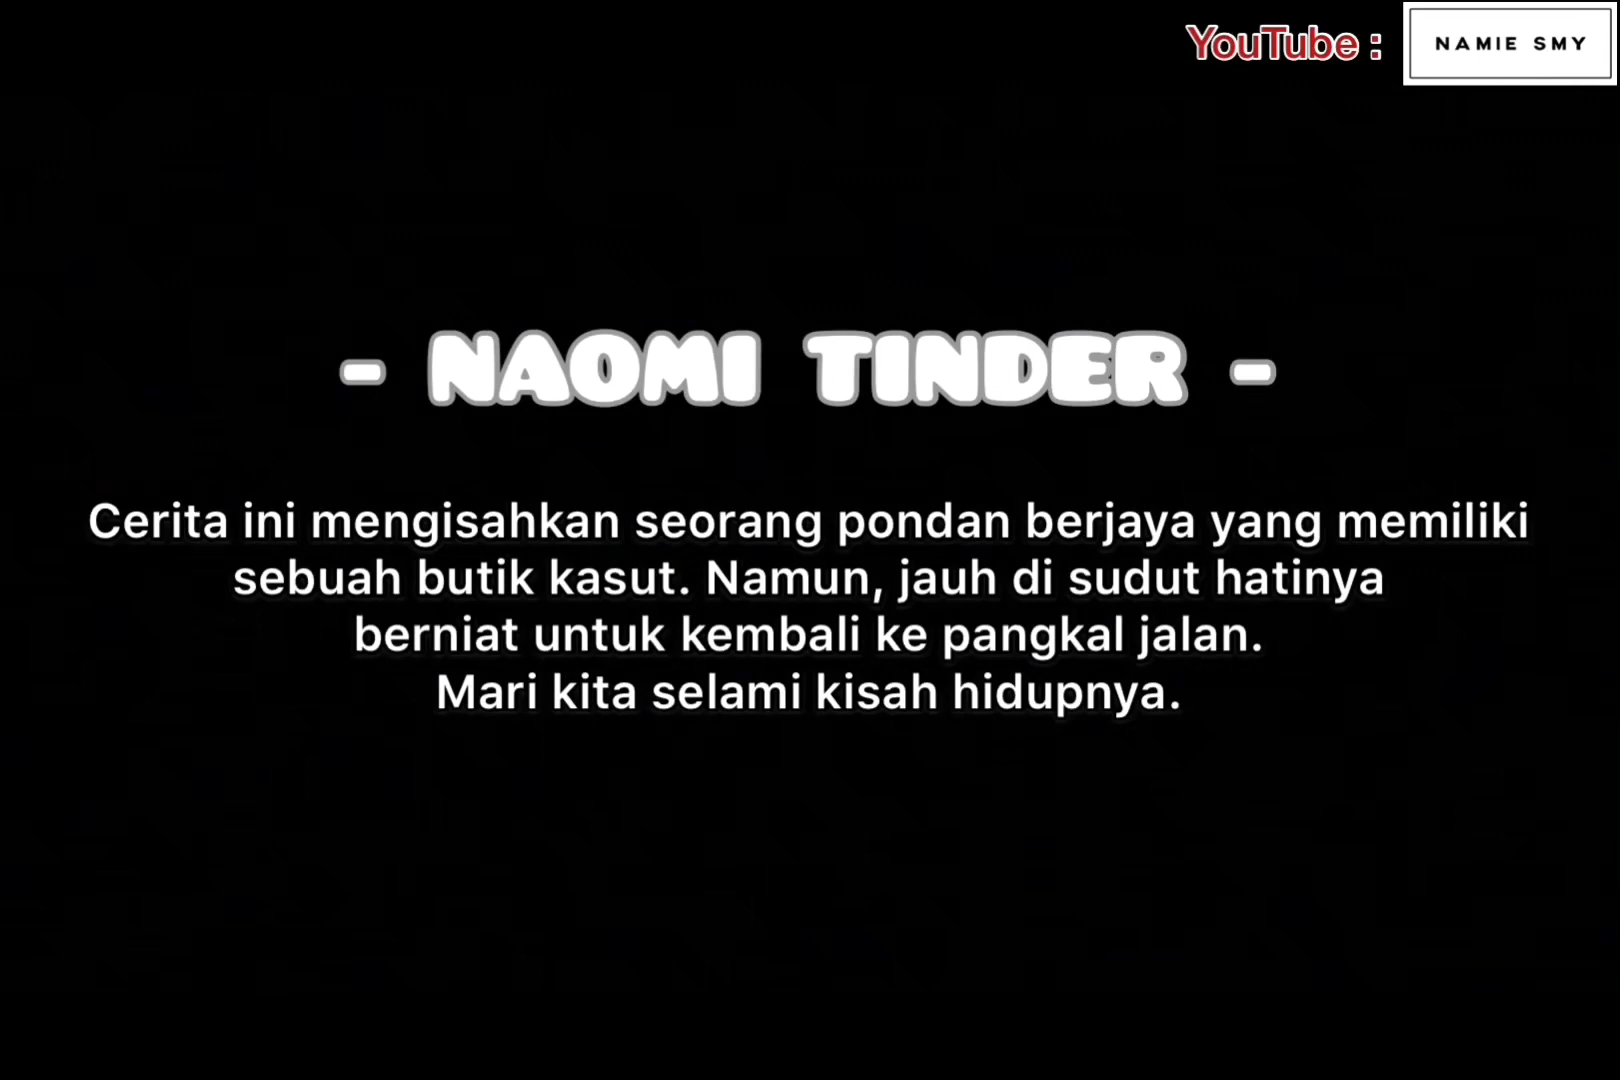 YouTube :
NAMIE SMY
- NAOMI TINDER -
Cerita ini mengisahkan seorang pondan berjaya yang memiliki
sebuah butik kasut. Namun, jauh di sudut hatinya
berniat untuk kembali ke pangkal jalan.
Mari kita selami kisah hidupnya.